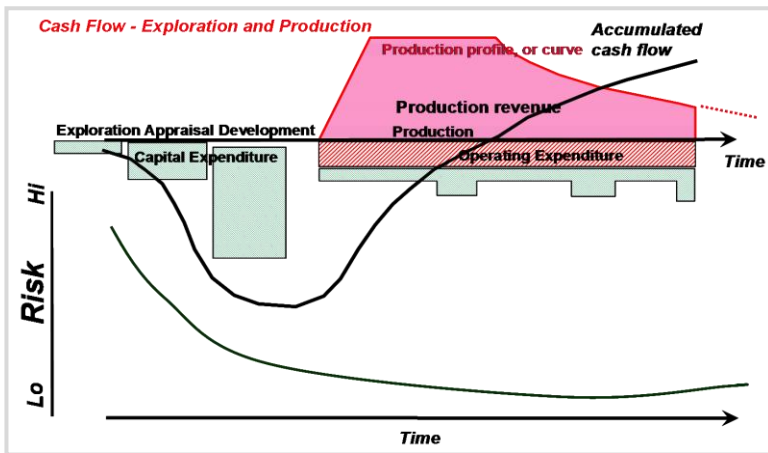 Cash Flow - Exploration and Production
Accumulated
cash flow
Production profile, or curve
Production revenue
Exploration Appraisal Development
Production
Capital Expenditure
Operating Expenditure
Time
Hi
Risk
Lo
Time